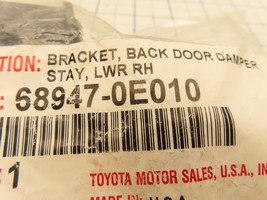 TION: BRACKET, BACK DOOR DAMPER
STAY, LWR RH
: 68947-0E010
1
TOYOTA MOTOR SALES, U.S.A., IN
U.S.A.